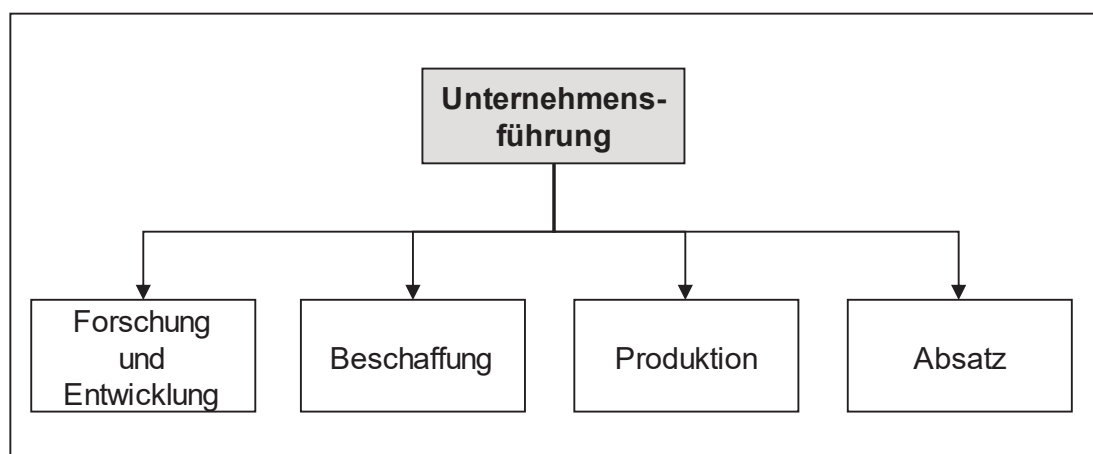 Unternehmens-
führung
Forschung
und
Entwicklung
Beschaffung
Produktion
Absatz